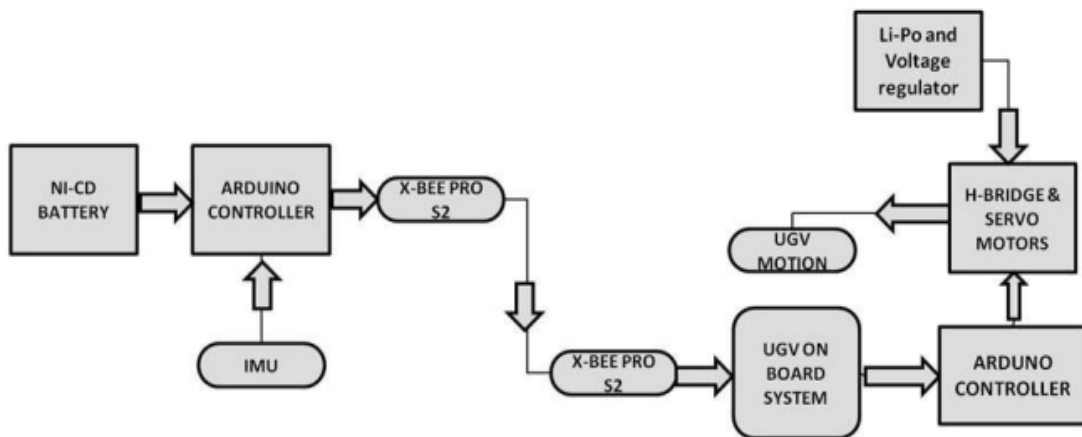 Li-Po and
Voltage
regulator
NI-CD
BATTERY
ARDUINO
CONTROLLER
X-BEE PRO
S2
H-BRIDGE &
SERVO
MOTORS
UGV
MOTION
IMU
X-BEE PRO
S2
UGV ON
BOARD
SYSTEM
ARDUNO
CONTROLLER